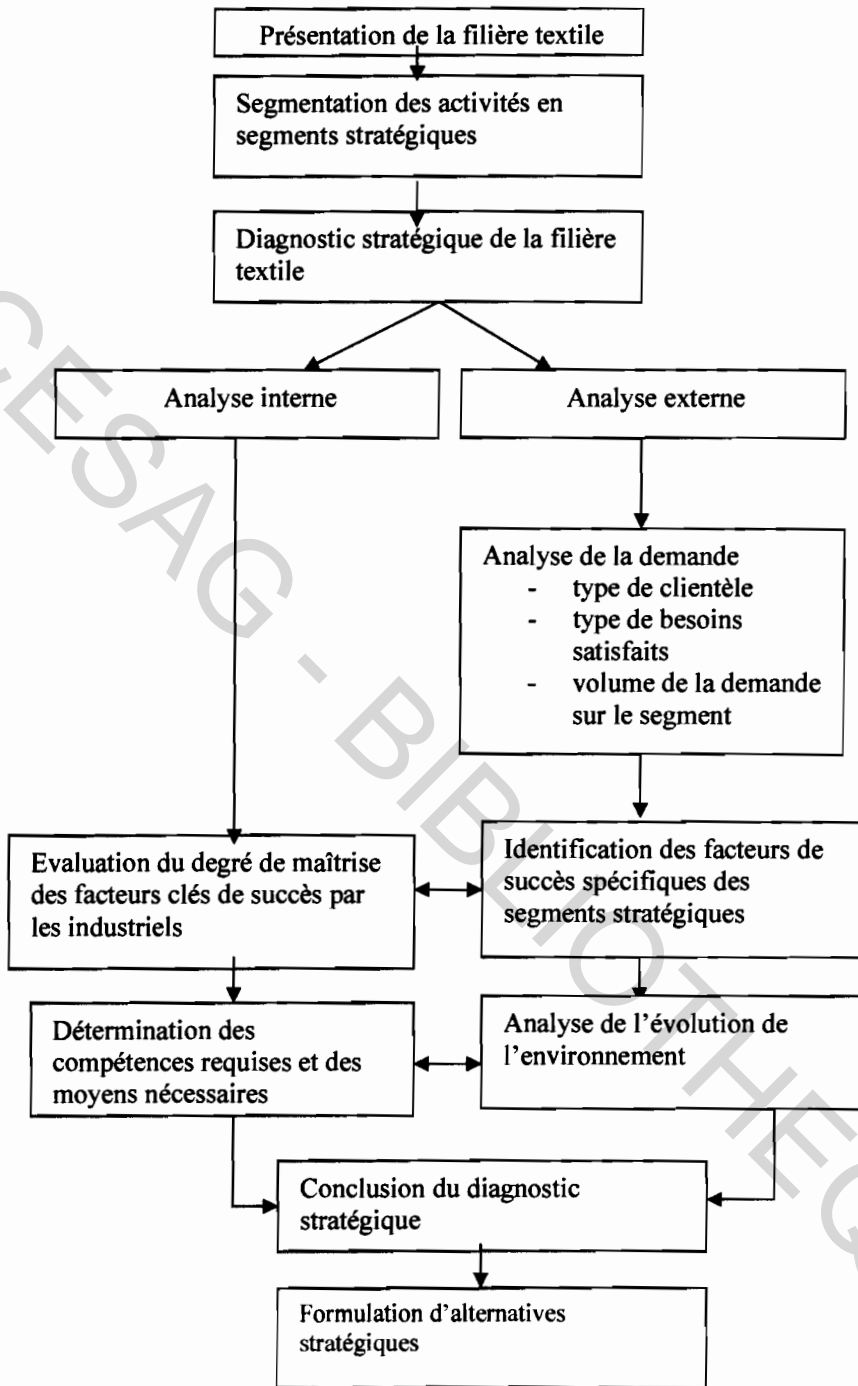 Présentation de la filière textile
Segmentation des activités en
segments stratégiques
Diagnostic stratégique de la filière
textile
Analyse interne
Analyse externe
Analyse de la demande
- type de clientèle
- type de besoins
satisfaits
- volume de la demande
sur le segment
Evaluation du degré de maîtrise
des facteurs clés de succès par
les industriels
Identification des facteurs de
succès spécifiques des
segments stratégiques
Détermination des
compétences requises et des
moyens nécessaires
Analyse de l'évolution de
l'environnement
Conclusion du diagnostic
stratégique
Formulation d'alternatives
stratégiques
CESAG - BIBLIOTHEQ